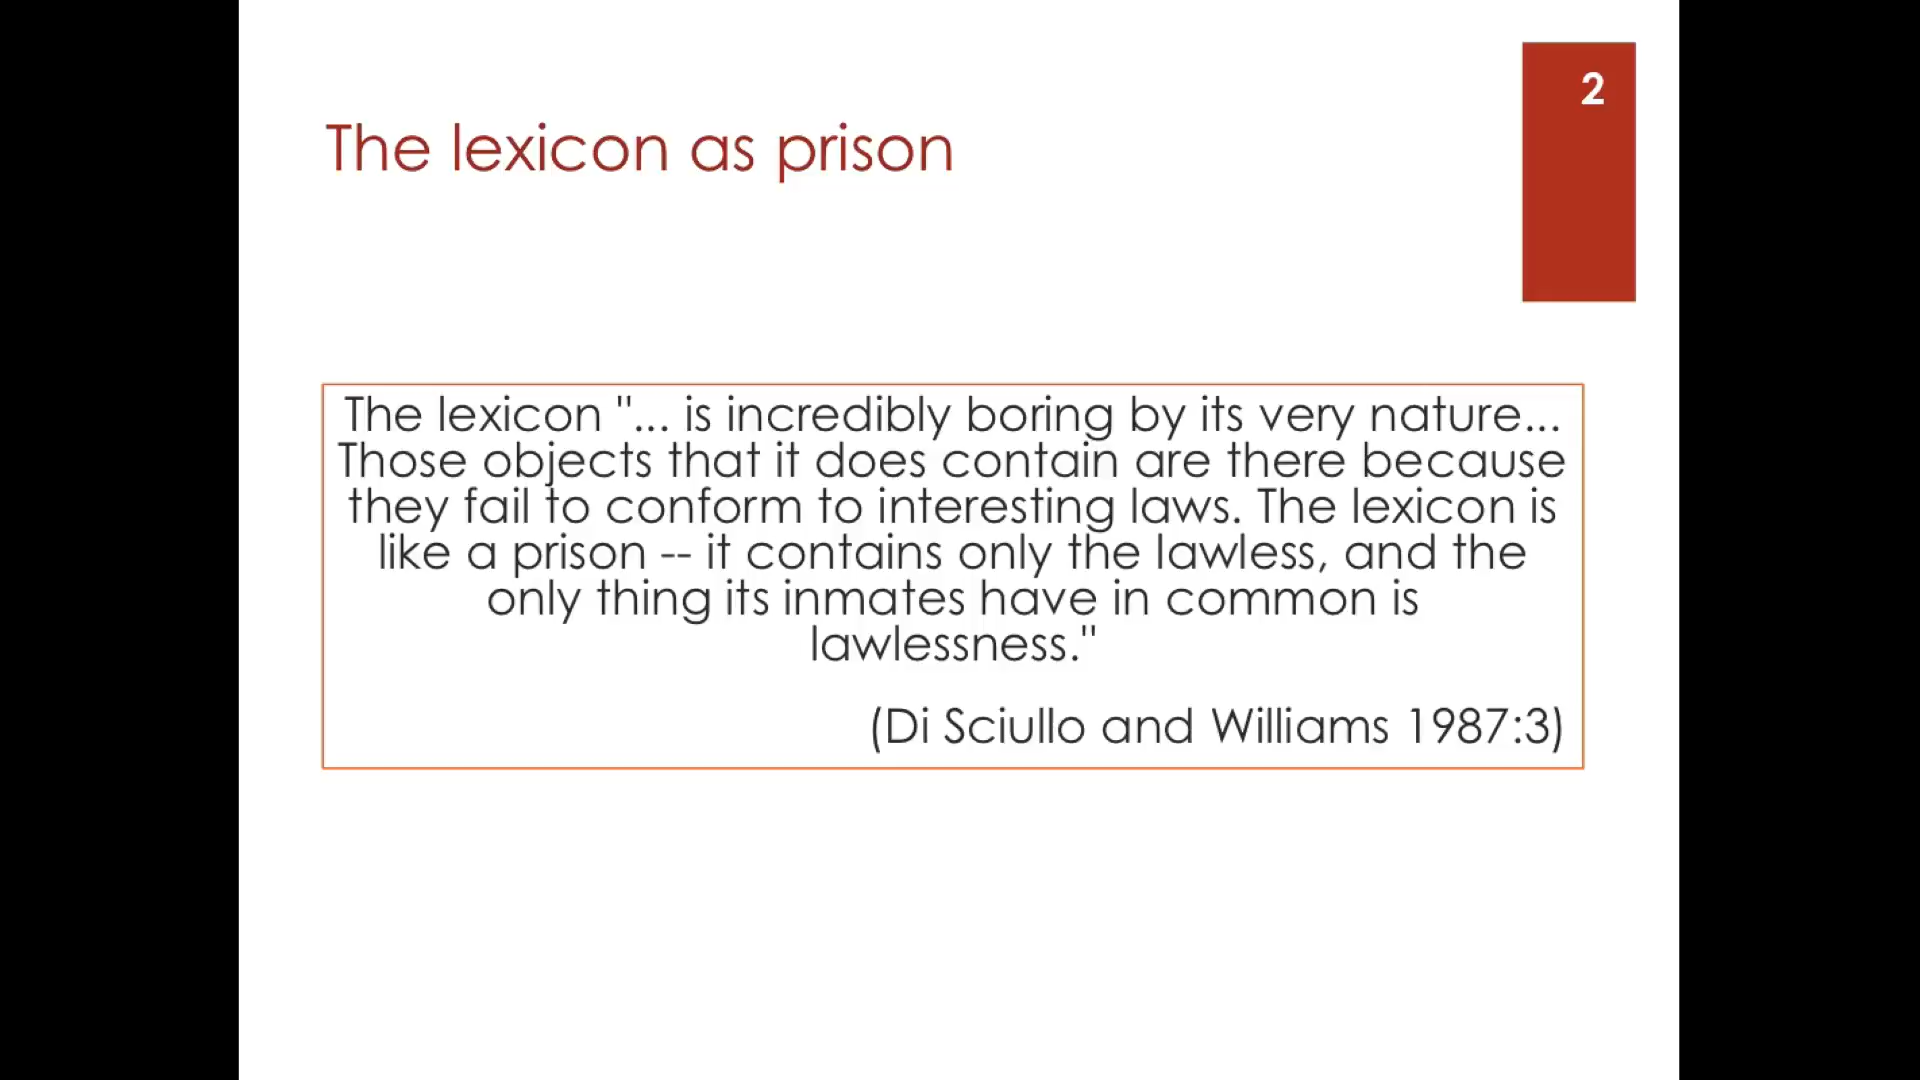 2
The lexicon as prison
The lexicon "... is incredibly boring by its very nature...
Those objects that it does contain are there because
they fail to conform to interesting laws. The lexicon is
like a prison -- it contains only the lawless, and the
only thing its inmates have in common is
lawlessness."
(Di Sciullo and Williams 1987:3)